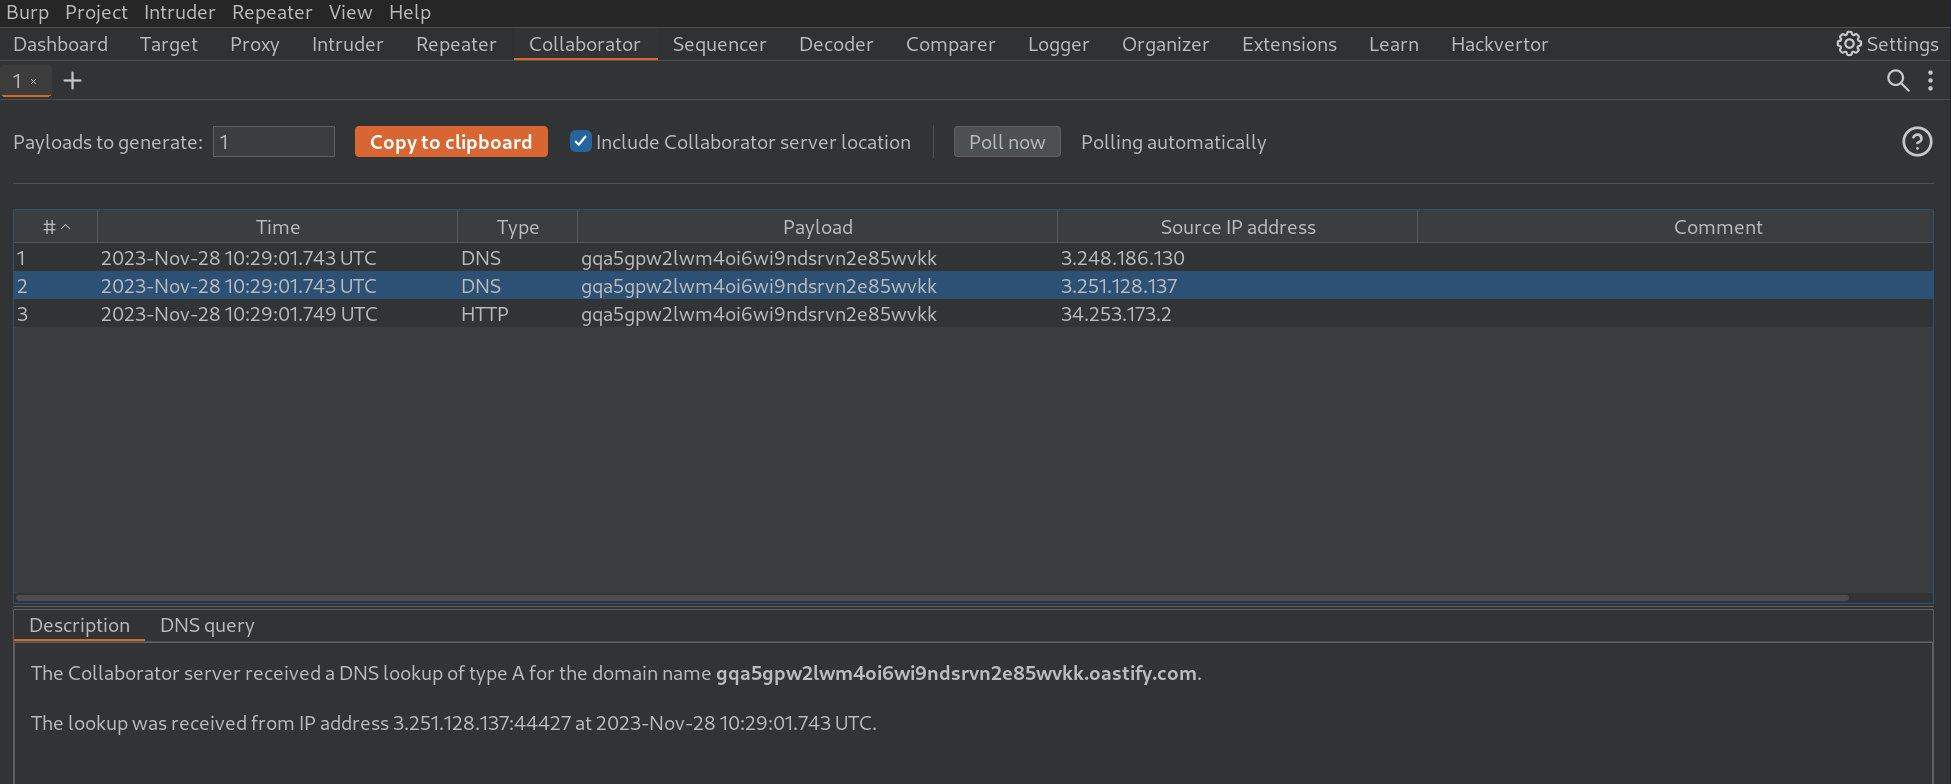 Burp Project Intruder Repeater View Help
Dashboard Target Proxy Intruder Repeater Collaborator Sequencer Decoder Comparer Logger Organizer Extensions Learn Hackvertor Settings
1 ×
Payloads to generate: 1 Copy to clipboard Include Collaborator server location Poll now Polling automatically
# Time Type Payload Source IP address Comment
1 2023-Nov-28 10:29:01.743 UTC DNS gqa5gpw2lwm4oi6wi9ndsrvn2e85wvkk 3.248.186.130
2 2023-Nov-28 10:29:01.743 UTC DNS gqa5gpw2lwm4oi6wi9ndsrvn2e85wvkk 3.251.128.137
3 2023-Nov-28 10:29:01.749 UTC HTTP gqa5gpw2lwm4oi6wi9ndsrvn2e85wvkk 34.253.173.2
Description DNS query
The Collaborator server received a DNS lookup of type A for the domain name gqa5gpw2lwm4oi6wi9ndsrvn2e85wvkk.oastify.com.
The lookup was received from IP address 3.251.128.137:44427 at 2023-Nov-28 10:29:01.743 UTC.